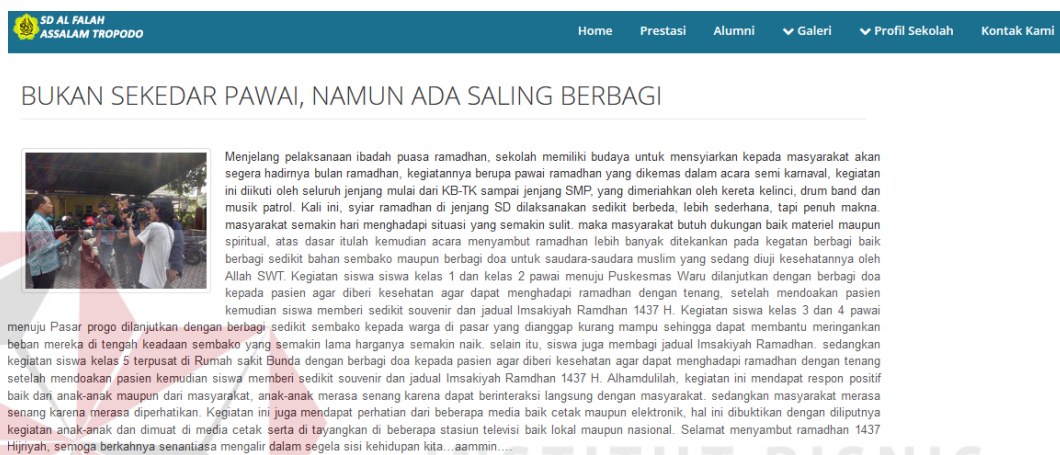 SD AL FALAH
ASSALAM TROPODO
Home Prestasi Alumni Galeri Profil Sekolah Kontak Kami
BUKAN SEKEDAR PAWAI, NAMUN ADA SALING BERBAGI
Menjelang pelaksanaan ibadah puasa ramadhan, sekolah memiliki budaya untuk mensyiarkan kepada masyarakat akan
segera hadirnya bulan ramadhan, kegiatannya berupa pawai ramadhan yang dikemas dalam acara semi karnaval, kegiatan
ini diikuti oleh seluruh jenjang mulai dari KB-TK sampai jenjang SMP, yang dimeriahkan oleh kereta kelinci, drum band dan
musik patrol. Kali ini, syiar ramadhan di jenjang SD dilaksanakan sedikit berbeda, lebih sederhana, tapi penuh makna.
masyarakat semakin hari menghadapi situasi yang semakin sulit. maka masyarakat butuh dukungan baik materiel maupun
spiritual, atas dasar itulah kemudian acara menyambut ramadhan lebih banyak ditekankan pada kegatan berbagi baik
berbagi sedikit bahan sembako maupun berbagi doa untuk saudara-saudara muslim yang sedang diuji kesehatannya oleh
Allah SWT. Kegiatan siswa siswa kelas 1 dan kelas 2 pawai menuju Puskesmas Waru dilanjutkan dengan berbagi doa
kepada pasien agar diberi kesehatan agar dapat menghadapi ramadhan dengan tenang, setelah mendoakan pasien
kemudian siswa memberi sedikit souvenir dan jadual Imsakiyah Ramdhan 1437 H. Kegiatan siswa kelas 3 dan 4 pawai
menuju Pasar progo dilanjutkan dengan berbagi sedikit sembako kepada warga di pasar yang dianggap kurang mampu sehingga dapat membantu meringankan
beban mereka di tengah keadaan sembako yang semakin lama harganya semakin naik. selain itu, siswa juga membagi jadual Imsakiyah Ramadhan. sedangkan
kegiatan siswa kelas 5 terpusat di Rumah sakit Bunda dengan berbagi doa kepada pasien agar diberi kesehatan agar dapat menghadapi ramadhan dengan tenang
setelah mendoakan pasien kemudian siswa memberi sedikit souvenir dan jadual Imsakiyah Ramdhan 1437 H. Alhamdulilah, kegiatan ini mendapat respon positif
baik dari anak-anak maupun dari masyarakat, anak-anak merasa senang karena dapat berinteraksi langsung dengan masyarakat. sedangkan masyarakat merasa
senang karena merasa diperhatikan. Kegiatan ini juga mendapat perhatian dari beberapa media baik cetak maupun elektronik, hal ini dibuktikan dengan diliputnya
kegiatan anak-anak dan dimuat di media cetak serta di tayangkan di beberapa stasiun televisi baik lokal maupun nasional. Selamat menyambut ramadhan 1437
Hijriyah, semoga berkahnya senantiasa mengalir dalam segela sisi kehidupan kita...aammin....